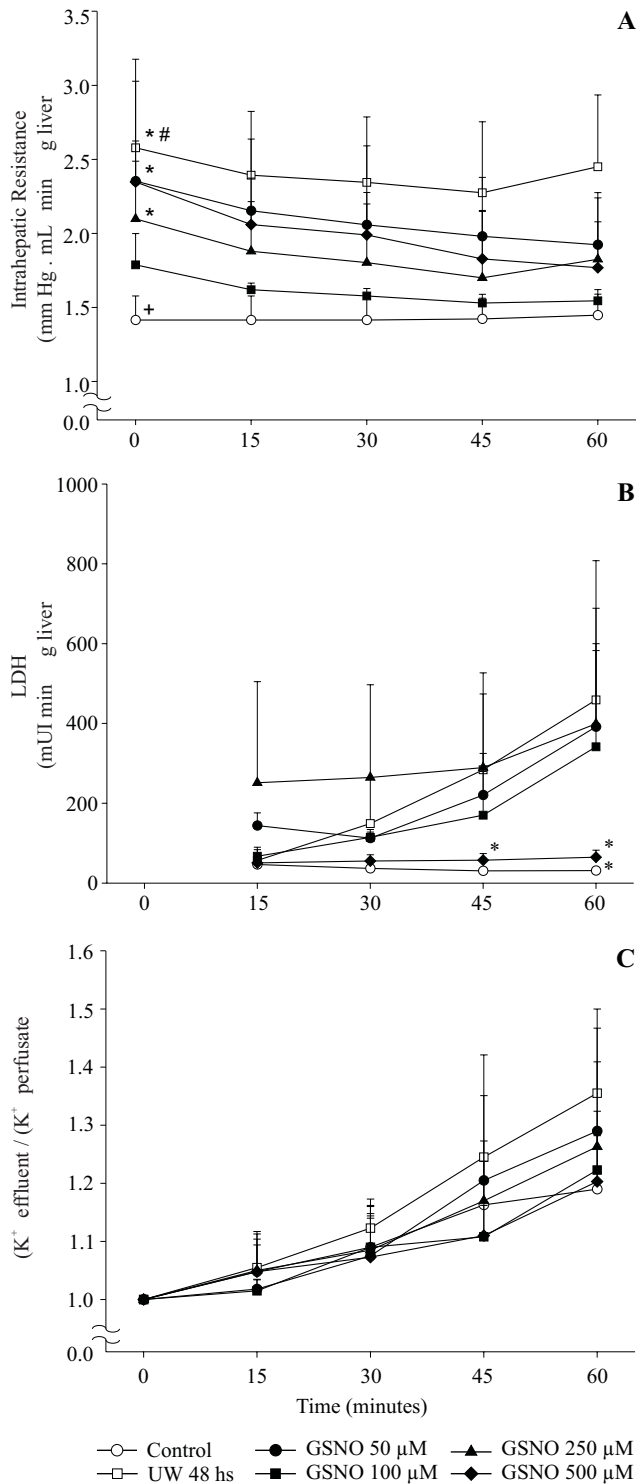 A
3.5
3.0
2.5
2.0
1.5
1.0
0.0
Intrahepatic Resistance
(mm Hg . mL min g liver
* #
*
*
+
0 15 30 45 60
B
1000
800
600
400
200
0
LDH
(mUI min g liver
*
*
*
0 15 30 45 60
C
1.6
1.5
1.4
1.3
1.2
1.1
1.0
0.0
(K+ effluent / (K+ perfusate
0 15 30 45 60
Time (minutes)
Control GSNO 50 µM GSNO 250 µM
UW 48 hs GSNO 100 µM GSNO 500 µM